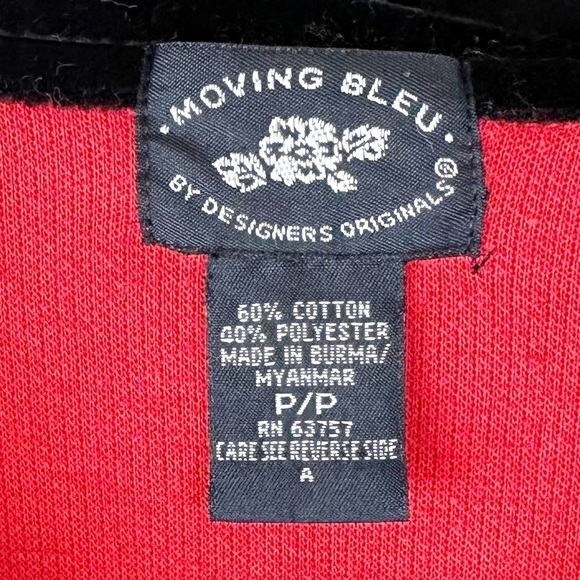 • MOVING BLEU •
BY DESIGNERS ORIGINALS®
60% COTTON
40% POLYESTER
MADE IN BURMA/
MYANMAR
P/P
RN 63757
CARE SEE REVERSE SIDE
A